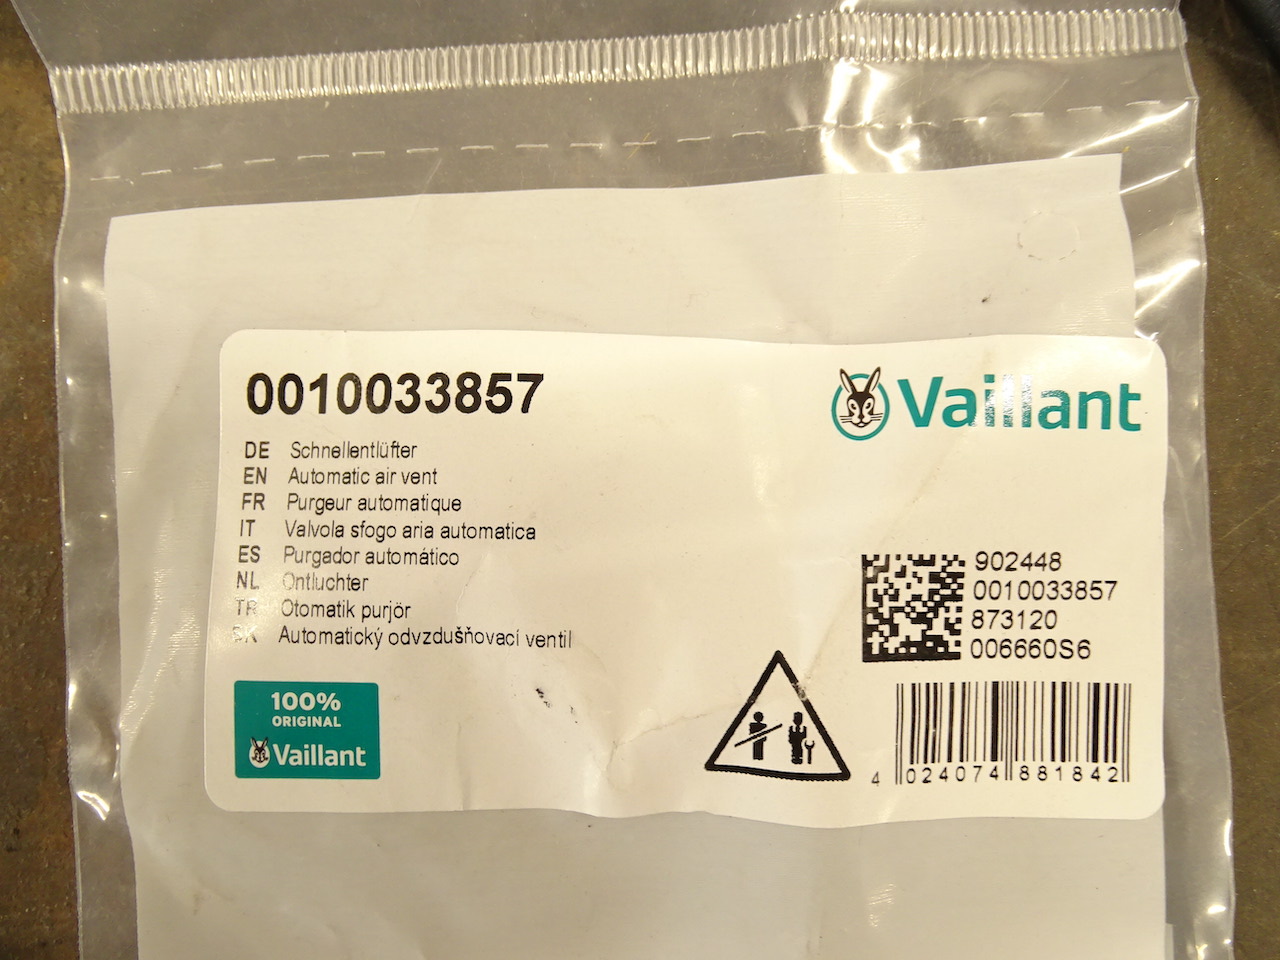 0010033857
Vaillant
DE Schnellentlüfter
EN Automatic air vent
FR Purgeur automatique
IT Valvola sfogo aria automatica
ES Purgador automático
NL Ontluchter
TR Otomatik purjör
SK Automatický odvzdušňovací ventil
902448
0010033857
873120
006660S6
100%
ORIGINAL
Vaillant
4 024074 881842